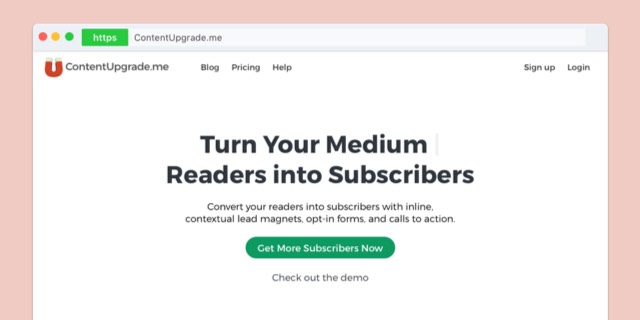 https ContentUpgrade.me
ContentUpgrade.me Blog Pricing Help Sign up Login
Turn Your Medium
Readers into Subscribers
Convert your readers into subscribers with inline,
contextual lead magnets, opt-in forms, and calls to action.
Get More Subscribers Now
Check out the demo